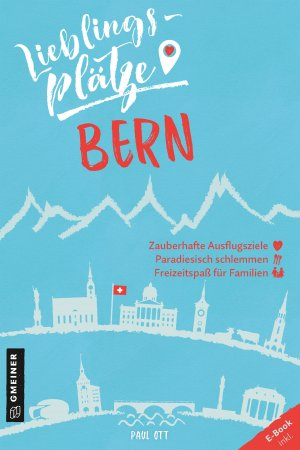 Lieblings-
plätze
BERN
Zauberhafte Ausflugsziele
Paradiesisch schlemmen
Freizeitspaß für Familien
GMEINER
E-Book
inkl.
PAUL OTT